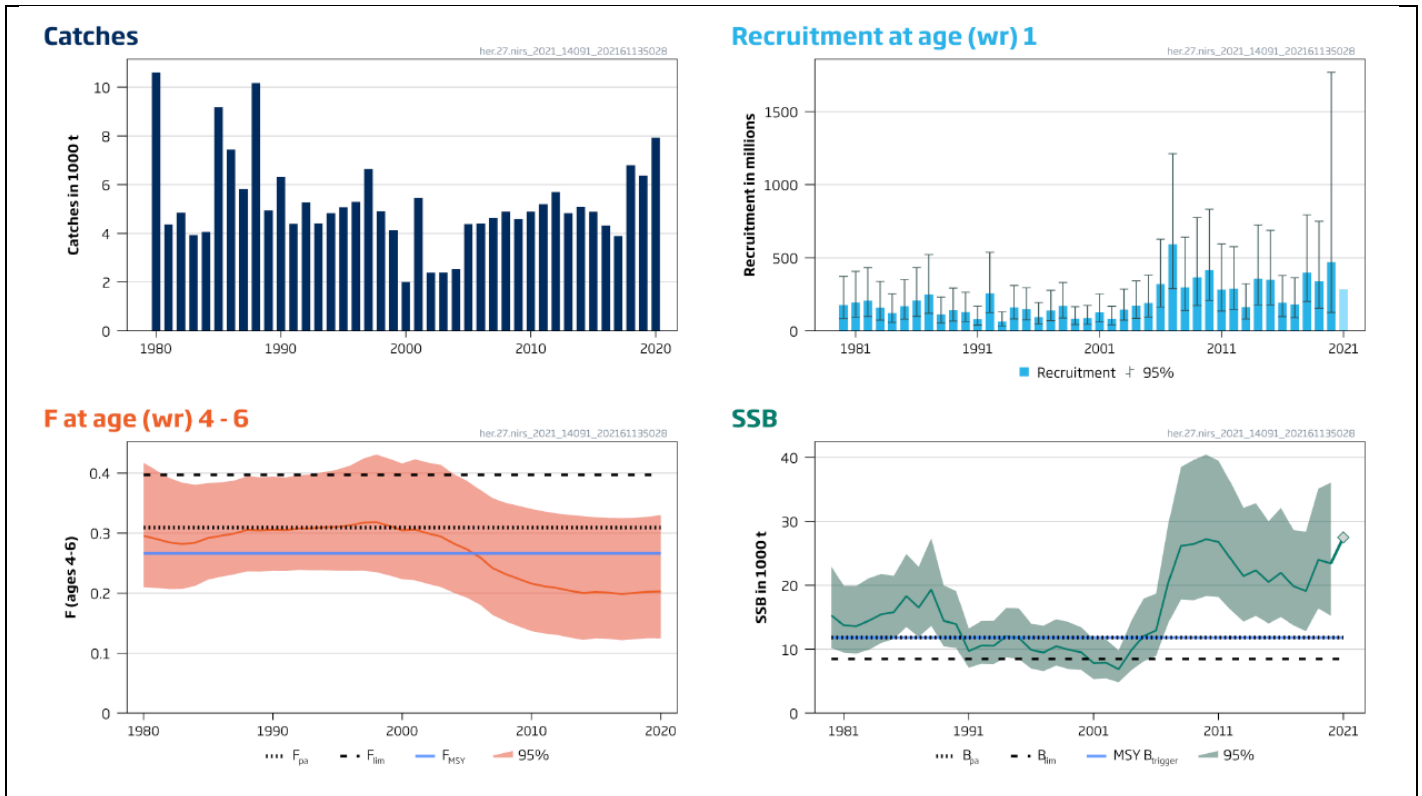 Catches
her.27.nirs_2021_14091_202161135028
Catches in 1000 t
10
8
6
4
2
0
1980
1990
2000
2010
2020
Recruitment at age (wr) 1
her.27.nirs_2021_14091_202161135028
Recruitment in millions
1500
1000
500
0
1981
1991
2001
2011
2021
Recruitment 95%
F at age (wr) 4 - 6
her.27.nirs_2021_14091_202161135028
F (ages 4-6)
0.4
0.3
0.2
0.1
0
1980
1990
2000
2010
2020
Fpa Flim FMSY 95%
SSB
her.27.nirs_2021_14091_202161135028
SSB in 1000 t
40
30
20
10
0
1981
1991
2001
2011
2021
Bpa Blim MSY Btrigger 95%